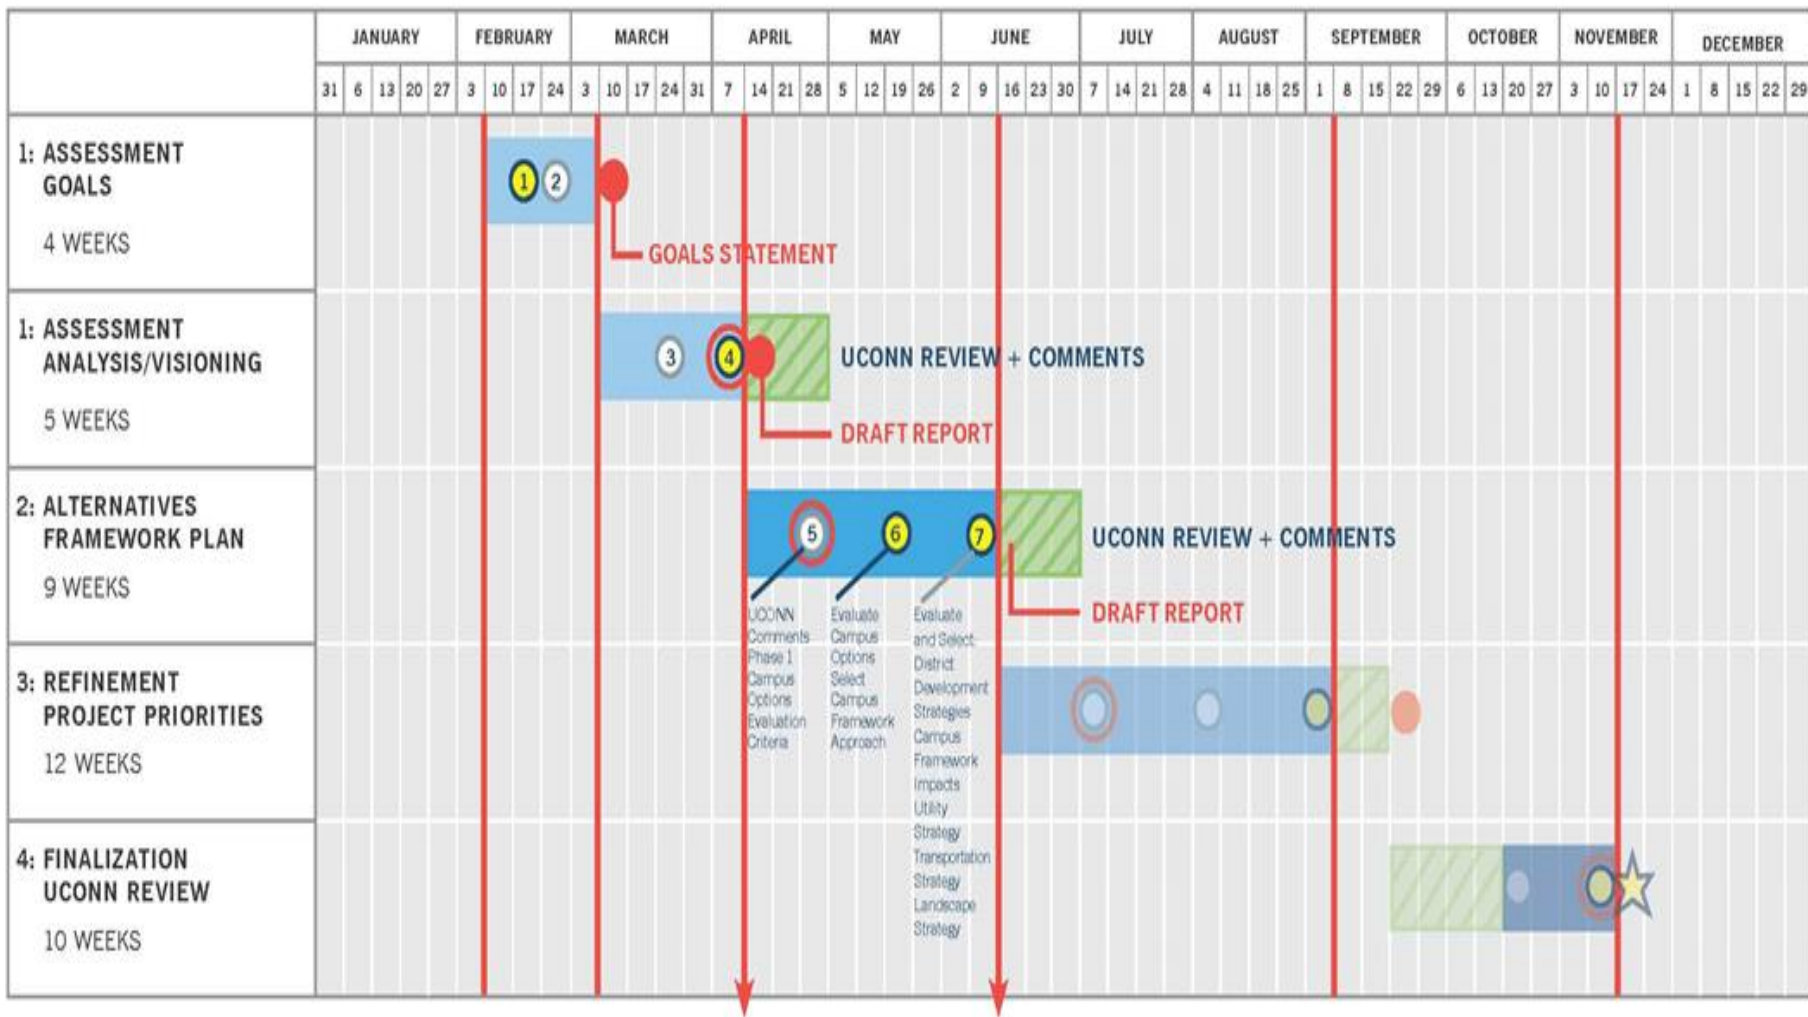 JANUARY FEBRUARY MARCH APRIL MAY JUNE JULY AUGUST SEPTEMBER OCTOBER NOVEMBER DECEMBER
31 6 13 20 27 3 10 17 24 3 10 17 24 31 7 14 21 28 5 12 19 26 2 9 16 23 30 7 14 21 28 4 11 18 25 1 8 15 22 29 6 13 20 27 3 10 17 24 1 8 15 22 29
1: ASSESSMENT
GOALS
4 WEEKS
1 2
GOALS STATEMENT
1: ASSESSMENT
ANALYSIS/VISIONING
5 WEEKS
3 4
UCONN REVIEW + COMMENTS
DRAFT REPORT
2: ALTERNATIVES
FRAMEWORK PLAN
9 WEEKS
5 6 7
UCONN REVIEW + COMMENTS
DRAFT REPORT
UCONN
Comments
Phase 1
Campus
Options
Evaluation
Criteria
Evaluate
Campus
Options
Select
Campus
Framework
Approach
Evaluate
and Select
District
Development
Strategies
Campus
Framework
Impacts
Utility
Strategy
Transportation
Strategy
Landscape
Strategy
3: REFINEMENT
PROJECT PRIORITIES
12 WEEKS
4: FINALIZATION
UCONN REVIEW
10 WEEKS